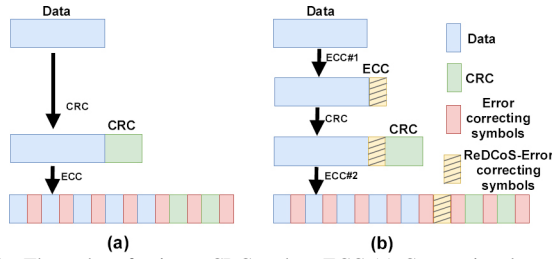 Data
CRC
CRC
ECC
(a)
Data
ECC#1
ECC
CRC
CRC
ECC#2
(b)
Data
CRC
Error
correcting
symbols
ReDCoS-Error
correcting
symbols